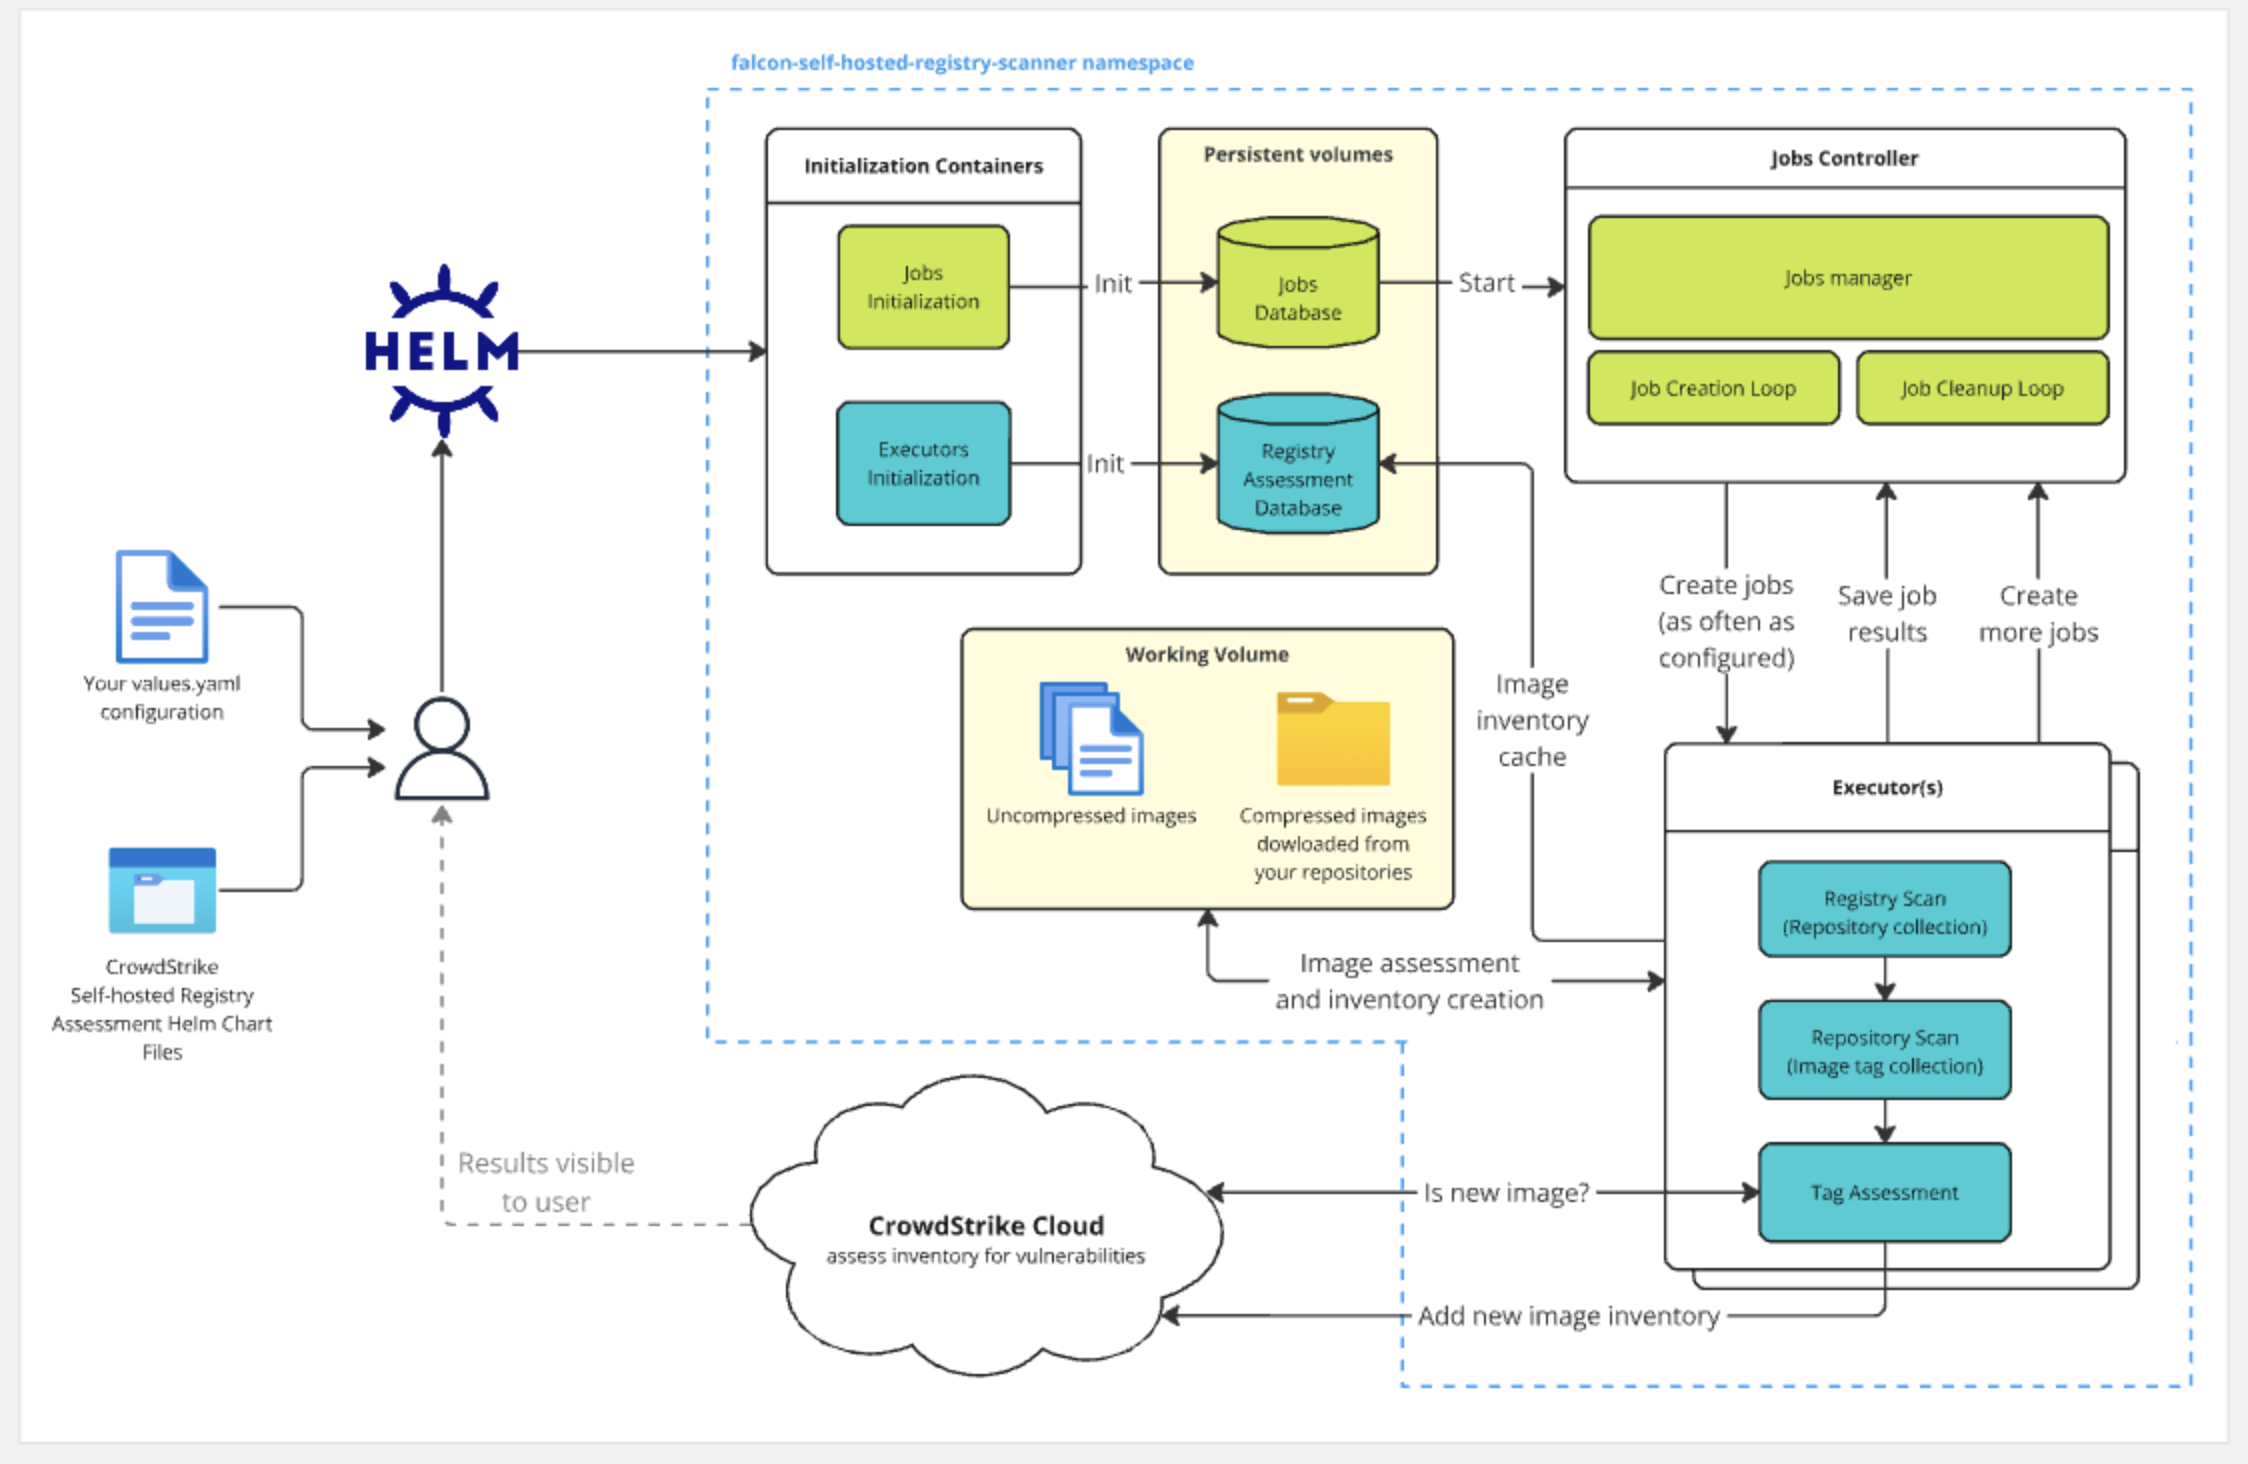 falcon-self-hosted-registry-scanner namespace
Initialization Containers
Jobs
Initialization
Executors
Initialization
Init
Init
Persistent volumes
Jobs
Database
Registry
Assessment
Database
Start
Jobs Controller
Jobs manager
Job Creation Loop
Job Cleanup Loop
HELM
Your values.yaml
configuration
CrowdStrike
Self-hosted Registry
Assessment Helm Chart
Files
Working Volume
Uncompressed images
Compressed images
dowloaded from
your repositories
Image
inventory
cache
Create jobs
(as often as
configured)
Save job
results
Create
more jobs
Image assessment
and inventory creation
Executor(s)
Registry Scan
(Repository collection)
Repository Scan
(Image tag collection)
Tag Assessment
Results visible
to user
CrowdStrike Cloud
assess inventory for vulnerabilities
Is new image?
Add new image inventory